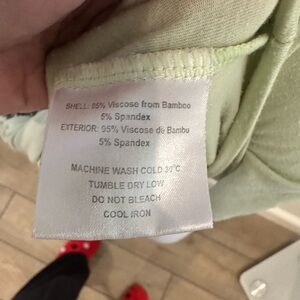 SHELL: 95% Viscose from Bamboo
5% Spandex
EXTERIOR: 95% Viscose de Bambu
5% Spandex
MACHINE WASH COLD 30°C
TUMBLE DRY LOW
DO NOT BLEACH
COOL IRON